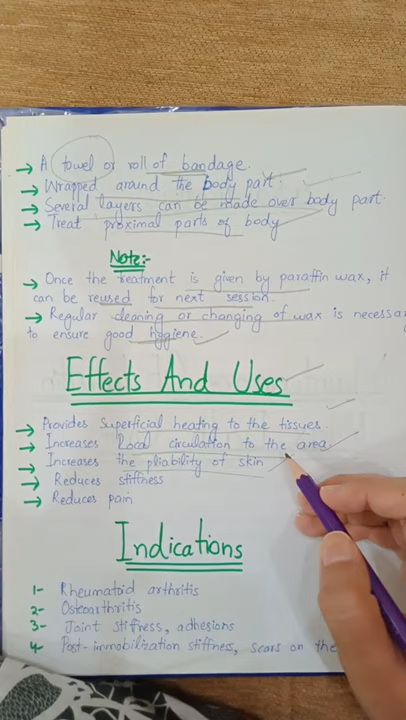 → A towel or roll of bandage.
→ Wrapped around the body part.
→ Several layers can be made over body part.
→ Treat proximal parts of body
Note:-
→ Once the treatment is given by paraffin wax, it
can be reused for next session.
→ Regular cleaning or changing of wax is necessa
to ensure good hygiene.
Effects And Uses
→ Provides superficial heating to the tissues.
→ Increases local circulation to the area.
→ Increases the pliability of skin
→ Reduces stiffness
→ Reduces pain
Indications
1- Rheumatoid arthritis
2- Osteoarthritis
3- Joint stiffness, adhesions
4- Post-immobilization stiffness, scars on the